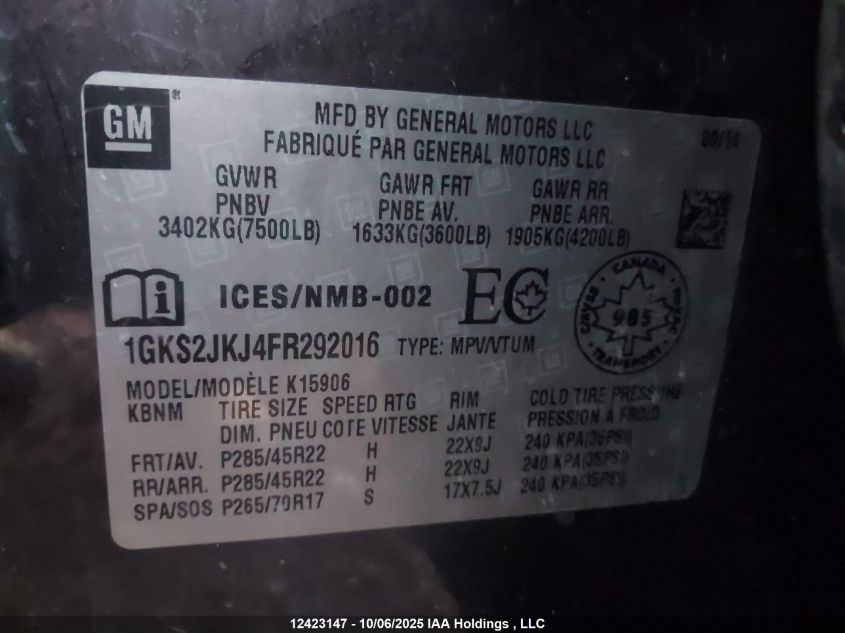 GM®
MFD BY GENERAL MOTORS LLC
FABRIQUÉ PAR GENERAL MOTORS LLC
09/14
GVWR GAWR FRT GAWR RR
PNBV PNBE AV. PNBE ARR.
3402KG(7500LB) 1633KG(3600LB) 1905KG(4200LB)
i ICES/NMB-002 EC
CANADA
985
TRANSPORT
1GKS2JKJ4FR292016 TYPE: MPV/VTUM
MODEL/MODÈLE K15906
KBNM TIRE SIZE SPEED RTG RIM COLD TIRE PRESSURE
DIM. PNEU COTE VITESSE JANTE PRESSION À FROID
FRT/AV. P285/45R22 H 22X9J 240 KPA(35PSI)
RR/ARR. P285/45R22 H 22X9J 240 KPA(35PSI)
SPA/SOS P265/70R17 S 17X7.5J 240 KPA(35PSI)
12423147 - 10/06/2025 IAA Holdings , LLC